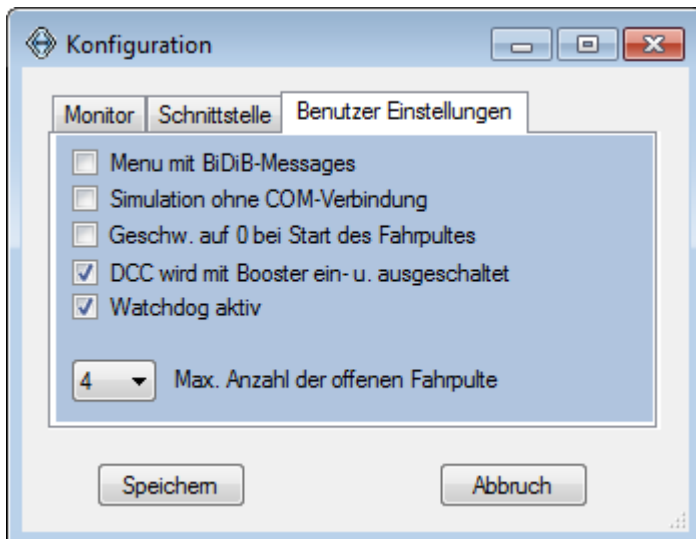 Konfiguration
Monitor Schnittstelle Benutzer Einstellungen
Menu mit BiDiB-Messages
Simulation ohne COM-Verbindung
Geschw. auf 0 bei Start des Fahrpultes
DCC wird mit Booster ein- u. ausgeschaltet
Watchdog aktiv
4 Max. Anzahl der offenen Fahrpulte
Speichern Abbruch